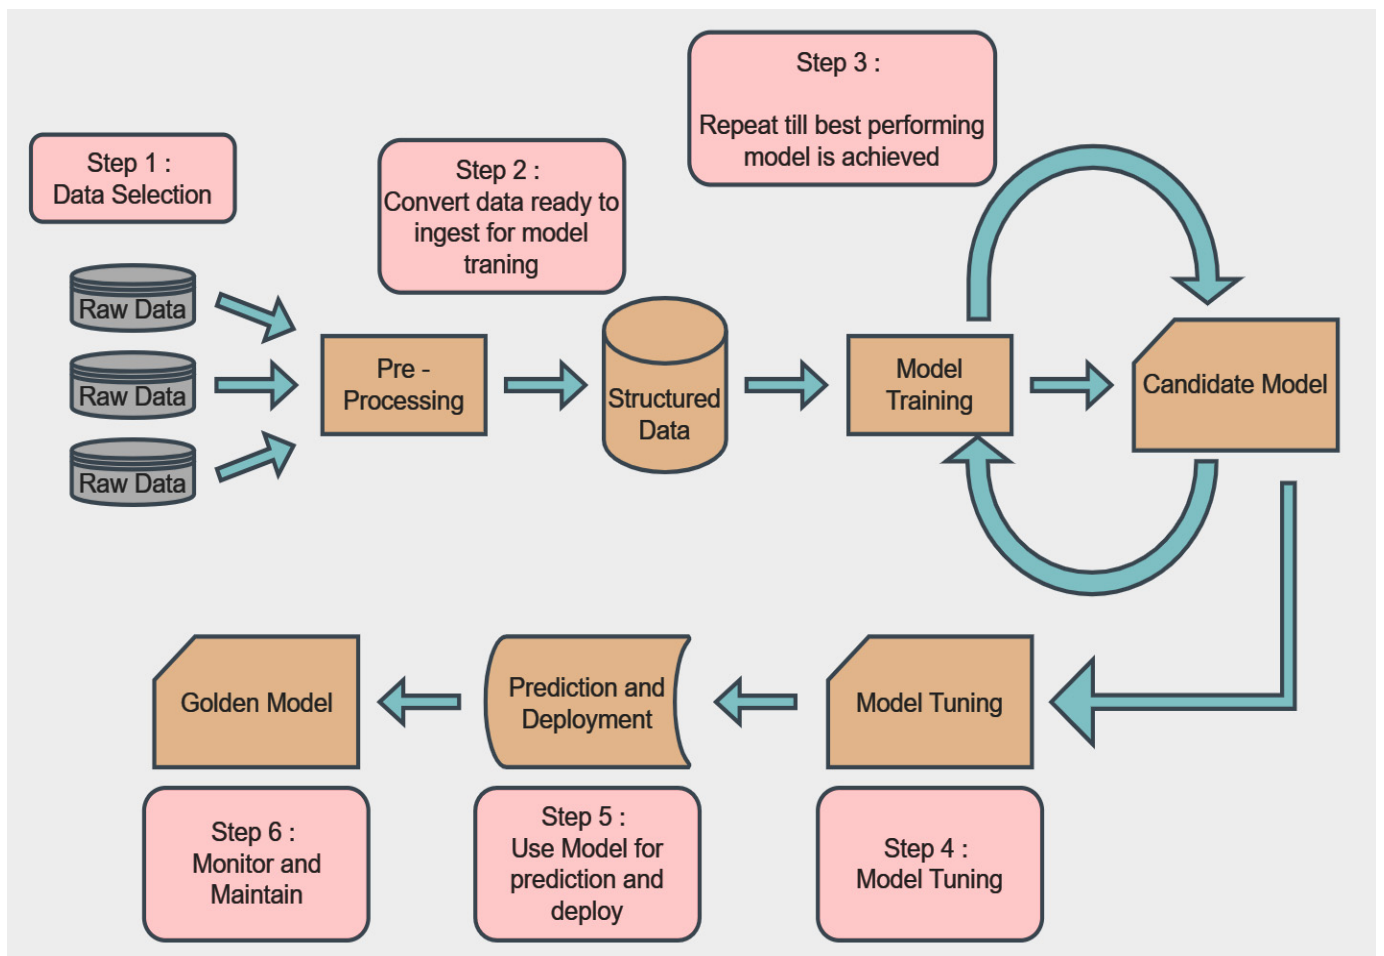 Step 1 :
Data Selection
Raw Data
Raw Data
Raw Data
Step 2 :
Convert data ready to
ingest for model
traning
Pre -
Processing
Structured
Data
Step 3 :
Repeat till best performing
model is achieved
Model
Training
Candidate Model
Model Tuning
Step 4 :
Model Tuning
Prediction and
Deployment
Step 5 :
Use Model for
prediction and
deploy
Golden Model
Step 6 :
Monitor and
Maintain